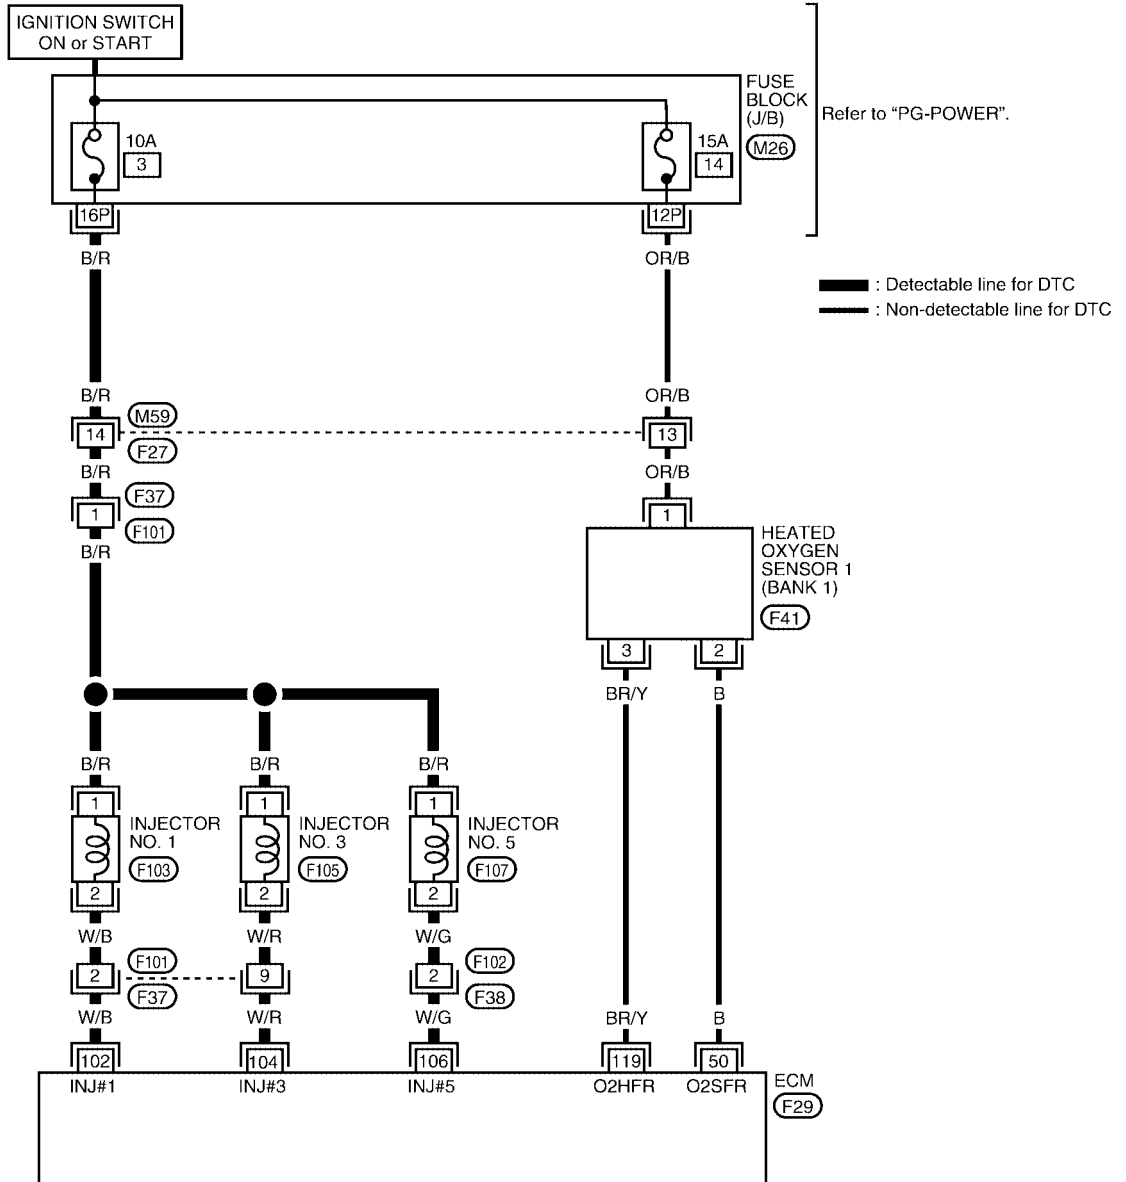 IGNITION SWITCH
ON or START
FUSE
BLOCK
(J/B)
M26
Refer to “PG-POWER”.
10A
3
15A
14
16P
12P
B/R
OR/B
: Detectable line for DTC
: Non-detectable line for DTC
B/R
OR/B
M59
14
13
F27
B/R
OR/B
F37
1
1
F101
B/R
HEATED
OXYGEN
SENSOR 1
(BANK 1)
F41
3
2
BR/Y
B
B/R
B/R
B/R
1
1
1
INJECTOR
NO. 1
F103
INJECTOR
NO. 3
F105
INJECTOR
NO. 5
F107
2
2
2
W/B
W/R
W/G
F101
F102
2
9
2
F37
F38
W/B
W/R
W/G
BR/Y
B
102
104
106
119
50
INJ#1
INJ#3
INJ#5
O2HFR
O2SFR
ECM
F29